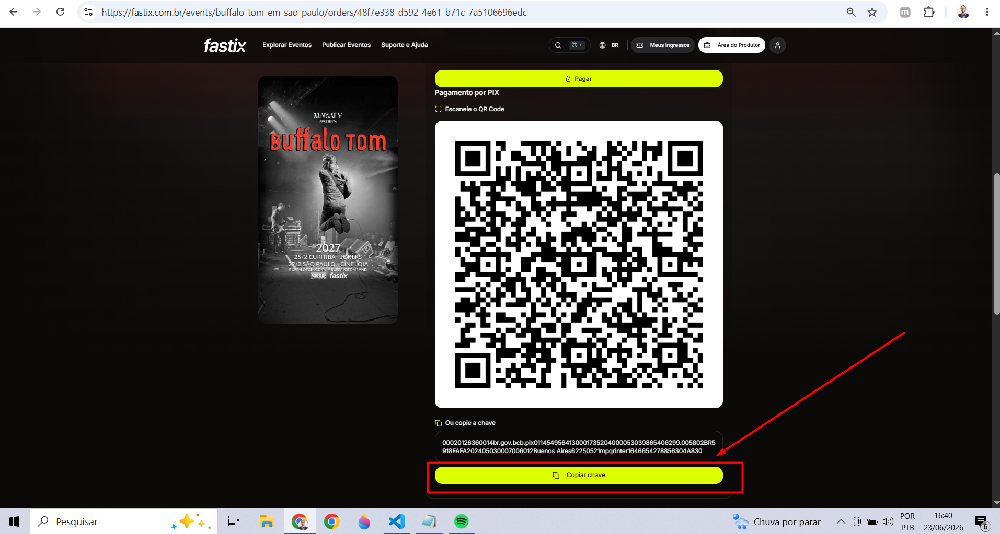 https://fastix.com.br/events/buffalo-tom-em-sao-paulo/orders/48f7e338-d592-4e61-b71c-7a5106696edc
m
fastix
Explorar Eventos
Publicar Eventos
Suporte e Ajuda
⌘ K
BR
Meus Ingressos
Área do Produtor
MABATY
APRESENTA
Buffalo Tom
2027
25/2 CURITIBA - JOKERS
27/2 SÃO PAULO - CINE JOIA
BUFFALOTOM.COM / @BUFFALOTOMBAND
fastix
Pagar
Pagamento por PIX
Escaneie o QR Code
Ou copie a chave
00020126360014br.gov.bcb.pix0114549564130001735204000053039865406299.005802BR5
918FAFA202405030007006012Buenos Aires62250521mpqrinter1646654278856304A830
Copiar chave
Pesquisar
Chuva por parar
POR
PTB
16:40
23/06/2026
6